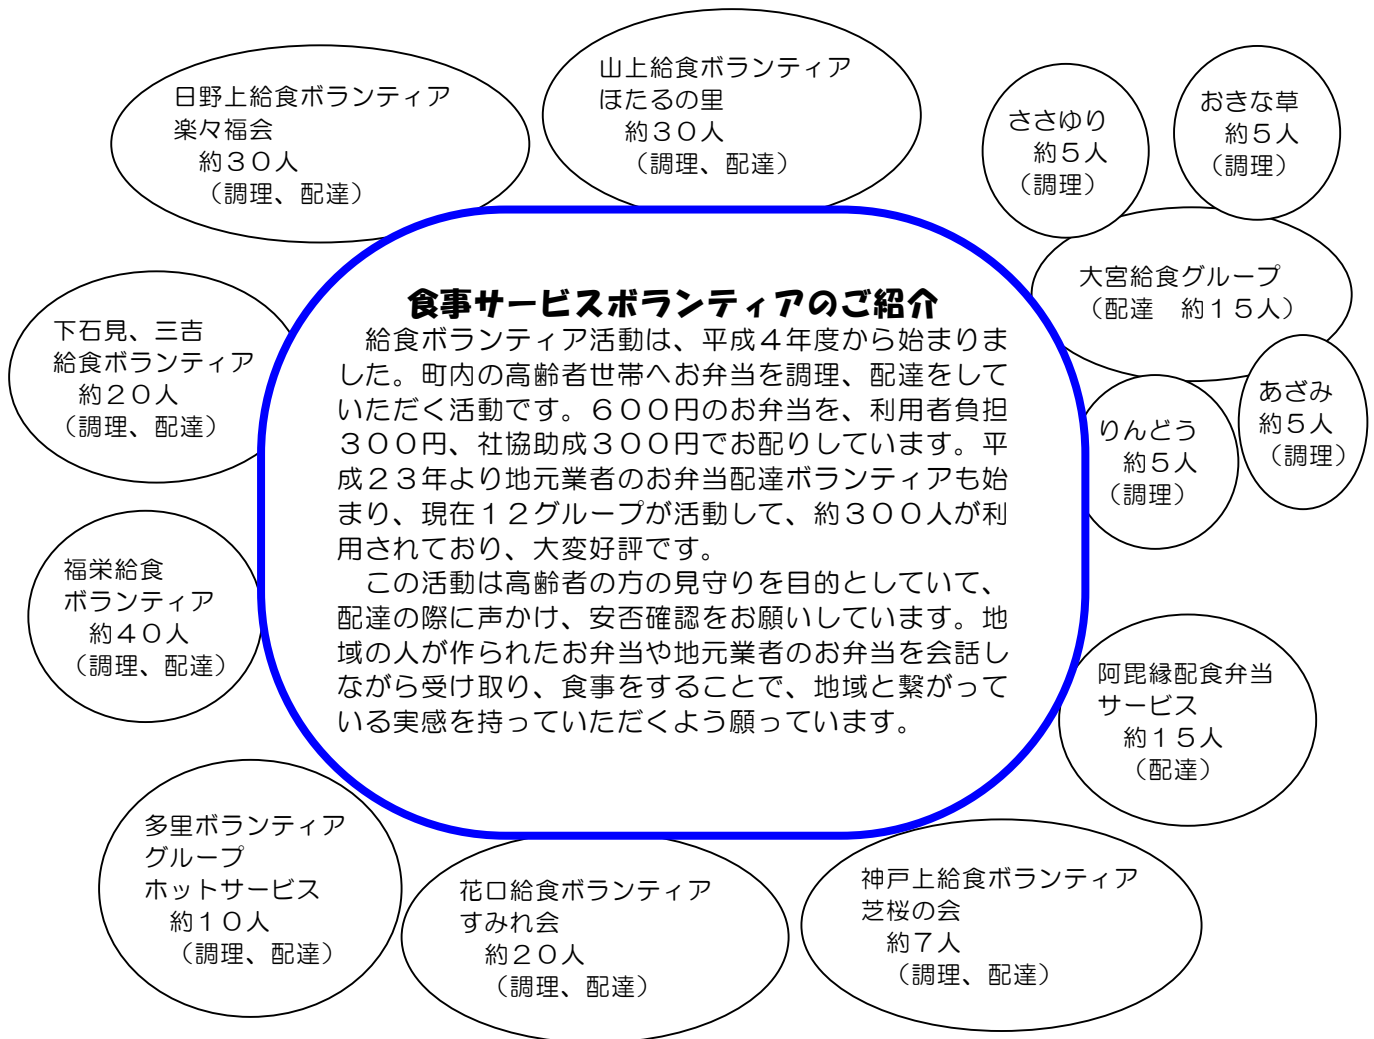 日野上給食ボランティア
楽々福会
約30人
（調理、配達）
山上給食ボランティア
ほたるの里
約30人
（調理、配達）
ささゆり
約5人
（調理）
おきな草
約5人
（調理）
大宮給食グループ
（配達　約15人）
あざみ
約5人
（調理）
りんどう
約5人
（調理）
下石見、三吉
給食ボランティア
約20人
（調理、配達）
食事サービスボランティアのご紹介
　給食ボランティア活動は、平成４年度から始まりま
した。町内の高齢者世帯へお弁当を調理、配達をして
いただく活動です。６００円のお弁当を、利用者負担
３００円、社協助成３００円でお配りしています。平
成２３年より地元業者のお弁当配達ボランティアも始
まり、現在１２グループが活動して、約３００人が利
用されており、大変好評です。
　この活動は高齢者の方の見守りを目的としていて、
配達の際に声かけ、安否確認をお願いしています。地
域の人が作られたお弁当や地元業者のお弁当を会話し
ながら受け取り、食事をすることで、地域と繋がって
いる実感を持っていただくよう願っています。
福栄給食
ボランティア
約４０人
（調理、配達）
阿毘縁配食弁当
サービス
約１５人
（配達）
多里ボランティア
グループ
ホットサービス
約１０人
（調理、配達）
花口給食ボランティア
すみれ会
約２０人
（調理、配達）
神戸上給食ボランティア
芝桜の会
約７人
（調理、配達）